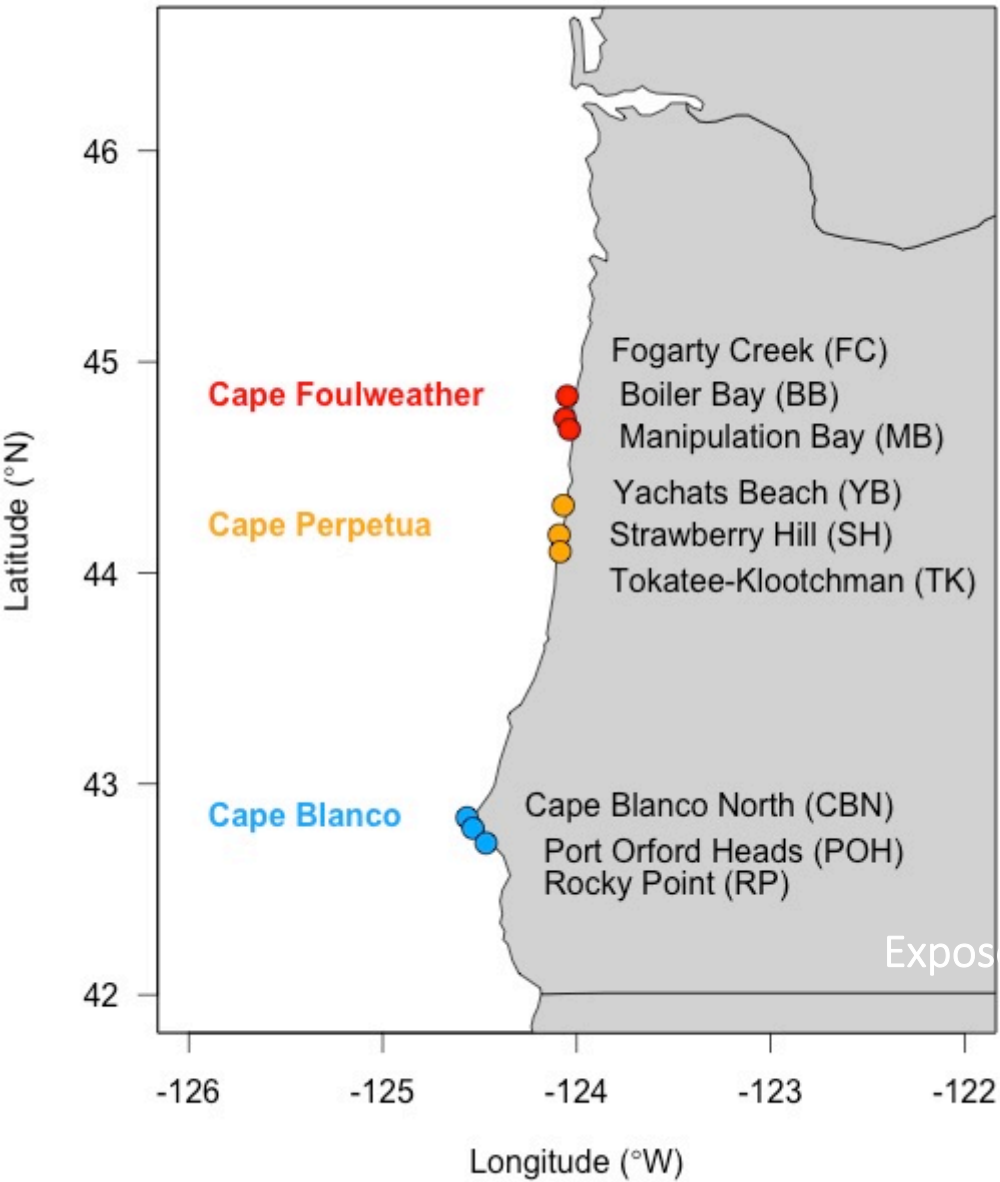 46
45
Fogarty Creek (FC)
Cape Foulweather
Boiler Bay (BB)
Manipulation Bay (MB)
Yachats Beach (YB)
Cape Perpetua
Strawberry Hill (SH)
44
Tokatee-Klootchman (TK)
43
Cape Blanco North (CBN)
Cape Blanco
Port Orford Heads (POH)
Rocky Point (RP)
Expos
42
Latitude (°N)
-126 -125 -124 -123 -122
Longitude (°W)